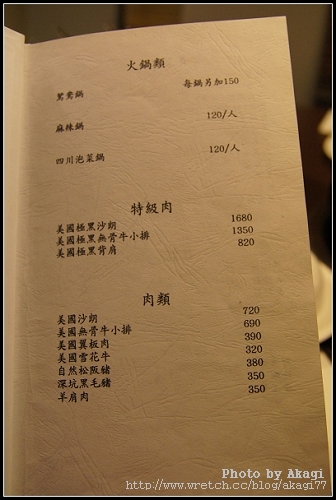 火鍋類
鴛鴦鍋 每鍋另加150
麻辣鍋 120/人
四川泡菜鍋 120/人
特級肉
美國極黑沙朗 1680
美國極黑無骨牛小排 1350
美國極黑背肩 820
肉類
美國沙朗 720
美國無骨牛小排 690
美國翼板肉 390
美國雪花牛 320
自然松阪豬 380
深坑黑毛豬 350
羊肩肉 350
Photo by Akagi
http://www.wretch.cc/blog/akagi77